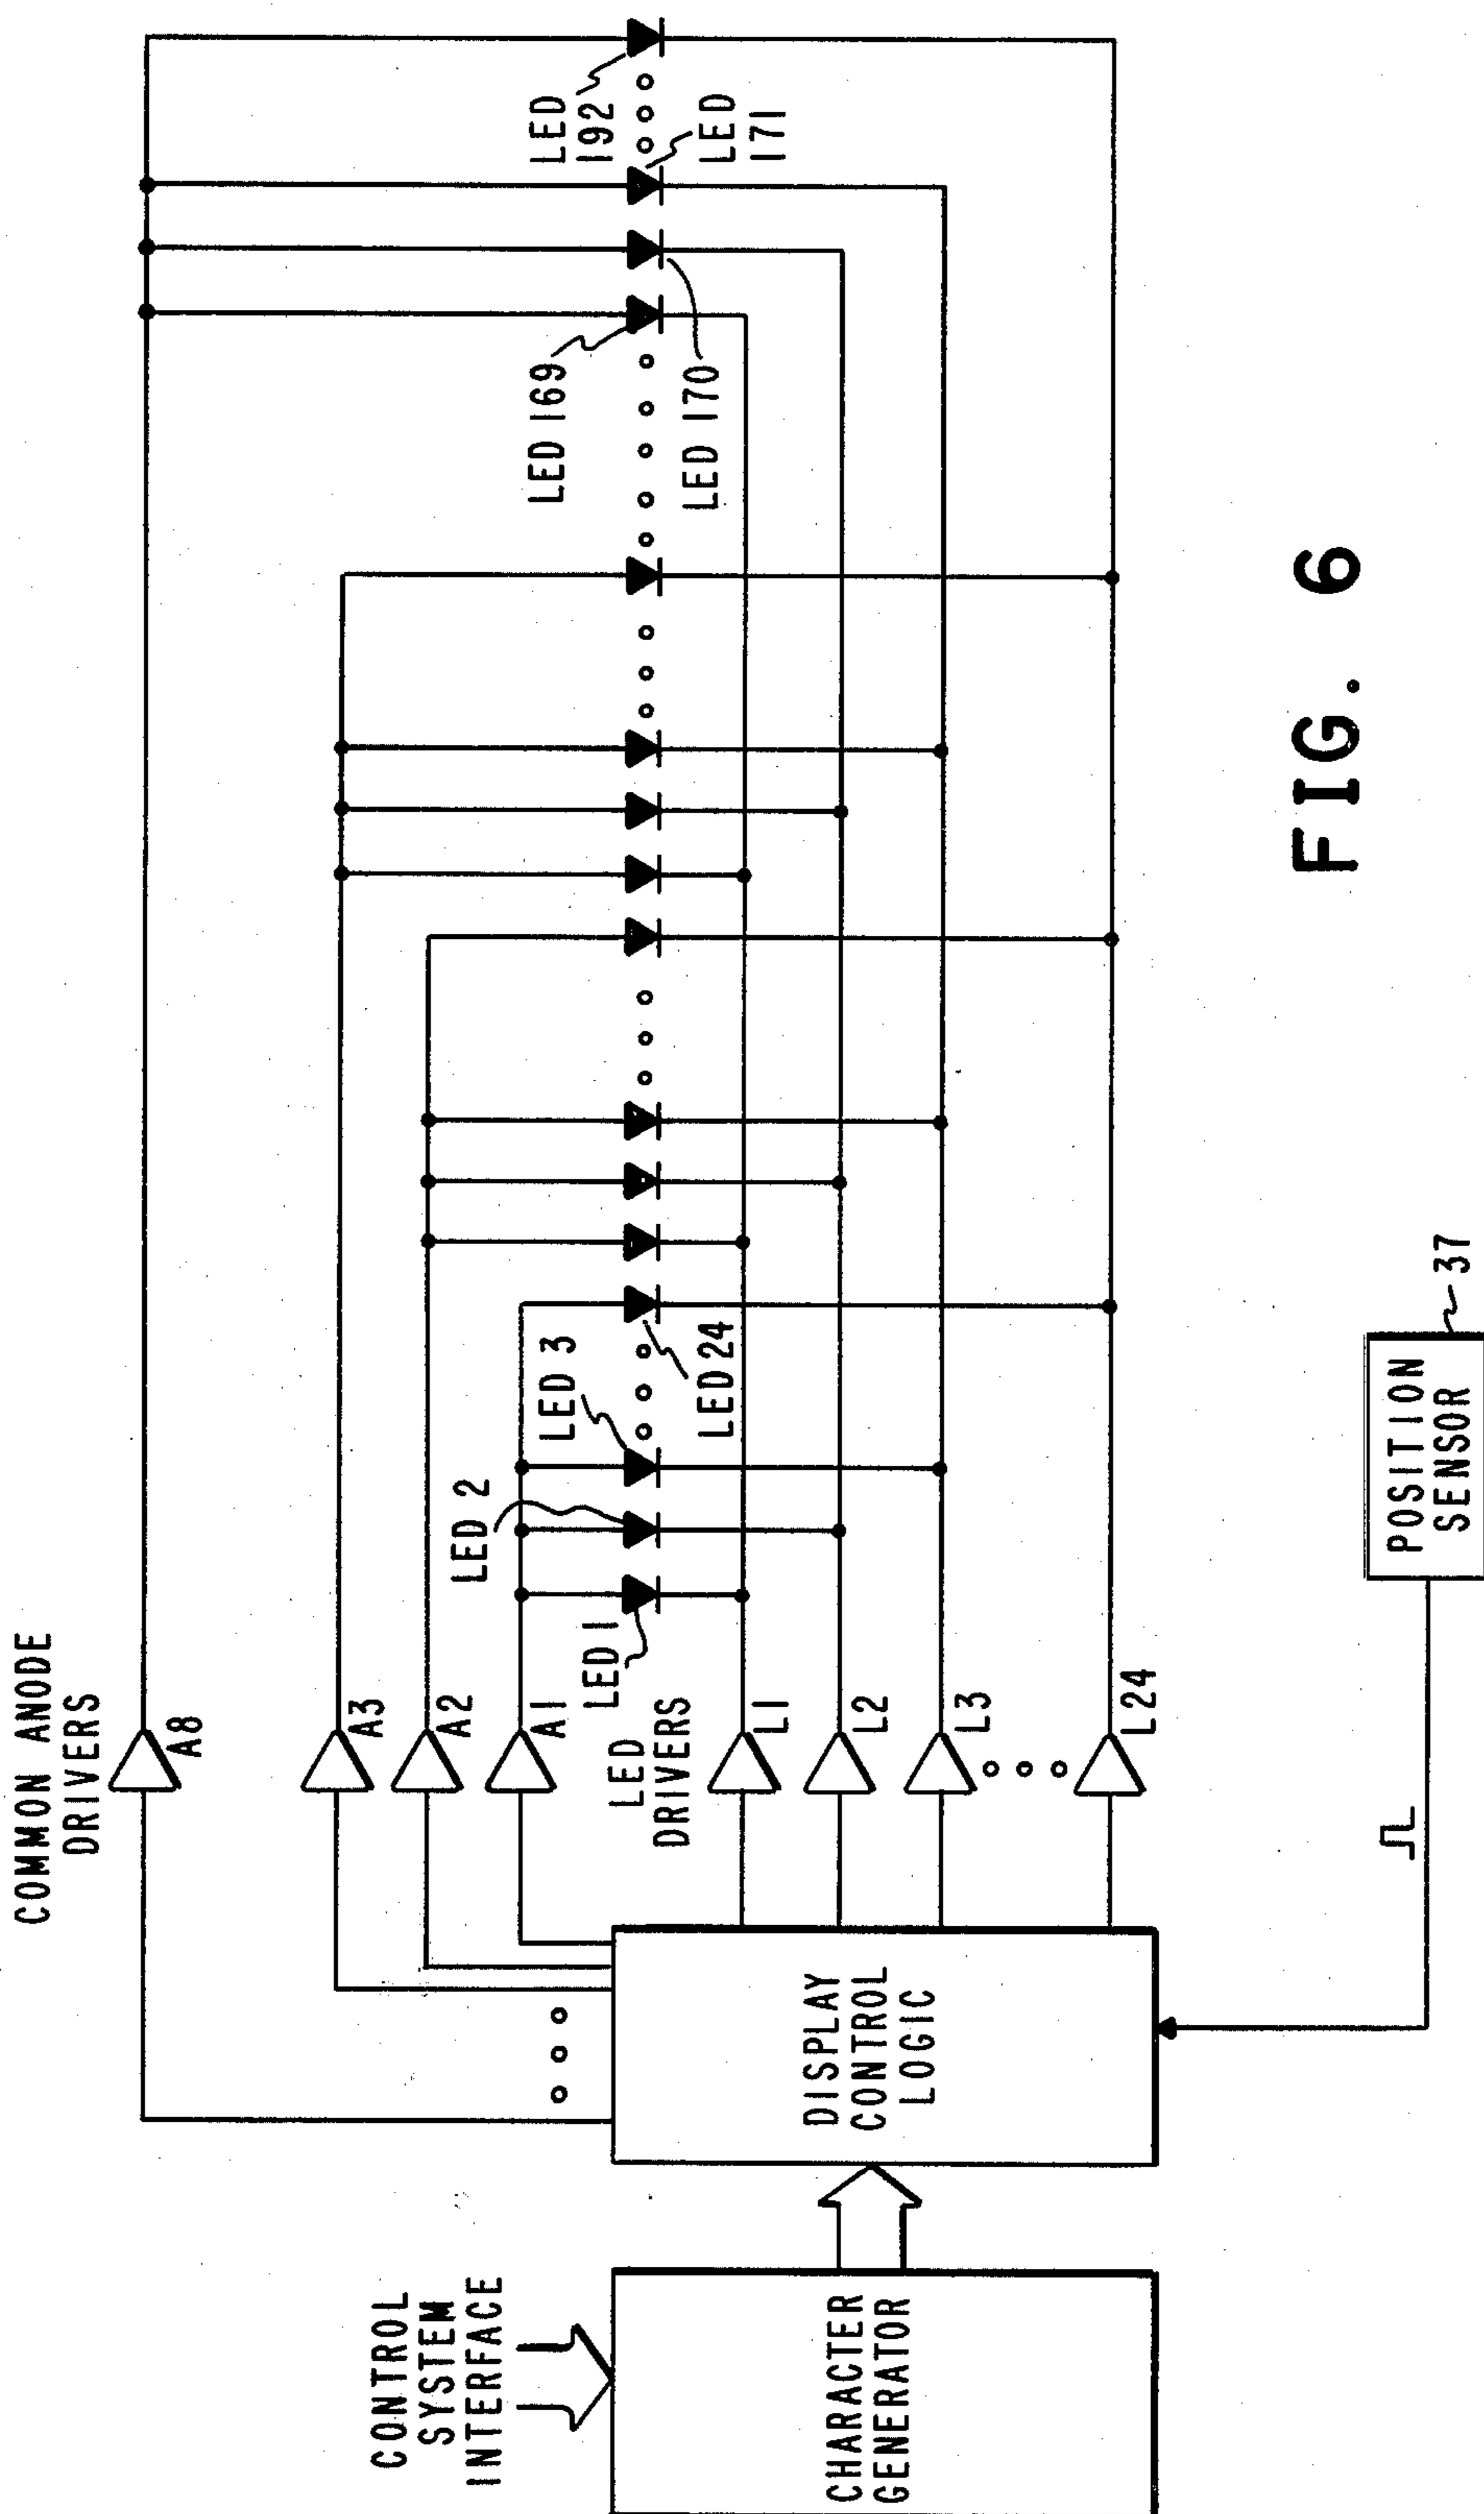 COMMON ANODE
DRIVERS
A8
A3
A2
A1
LED
DRIVERS
L1
L2
L3
L24
LED 1
LED 2
LED 3
LED 24
LED 169
LED 170
LED
171
LED
192
CONTROL
SYSTEM
INTERFACE
CHARACTER
GENERATOR
DISPLAY
CONTROL
LOGIC
POSITION
SENSOR
37
FIG. 6